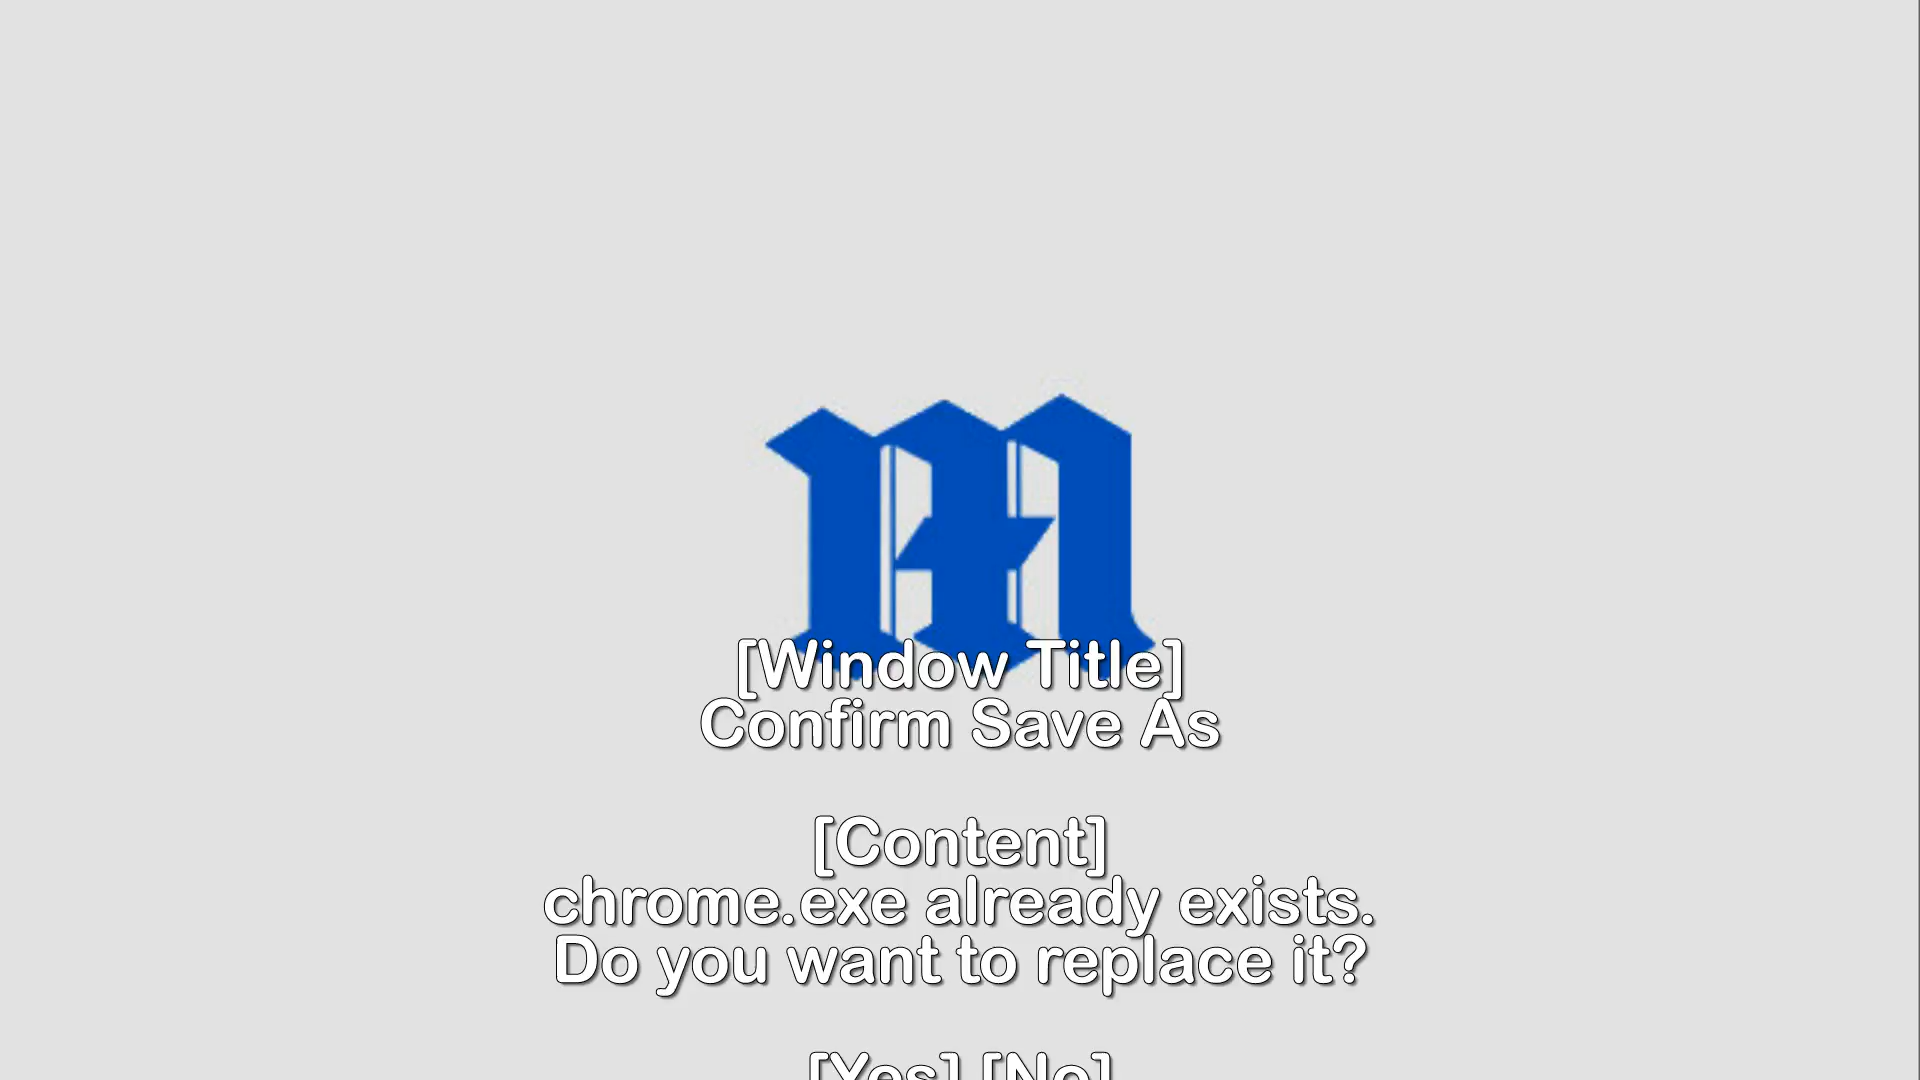 m
[Window Title]
Confirm Save As
[Content]
chrome.exe already exists.
Do you want to replace it?
[Yes] [No]